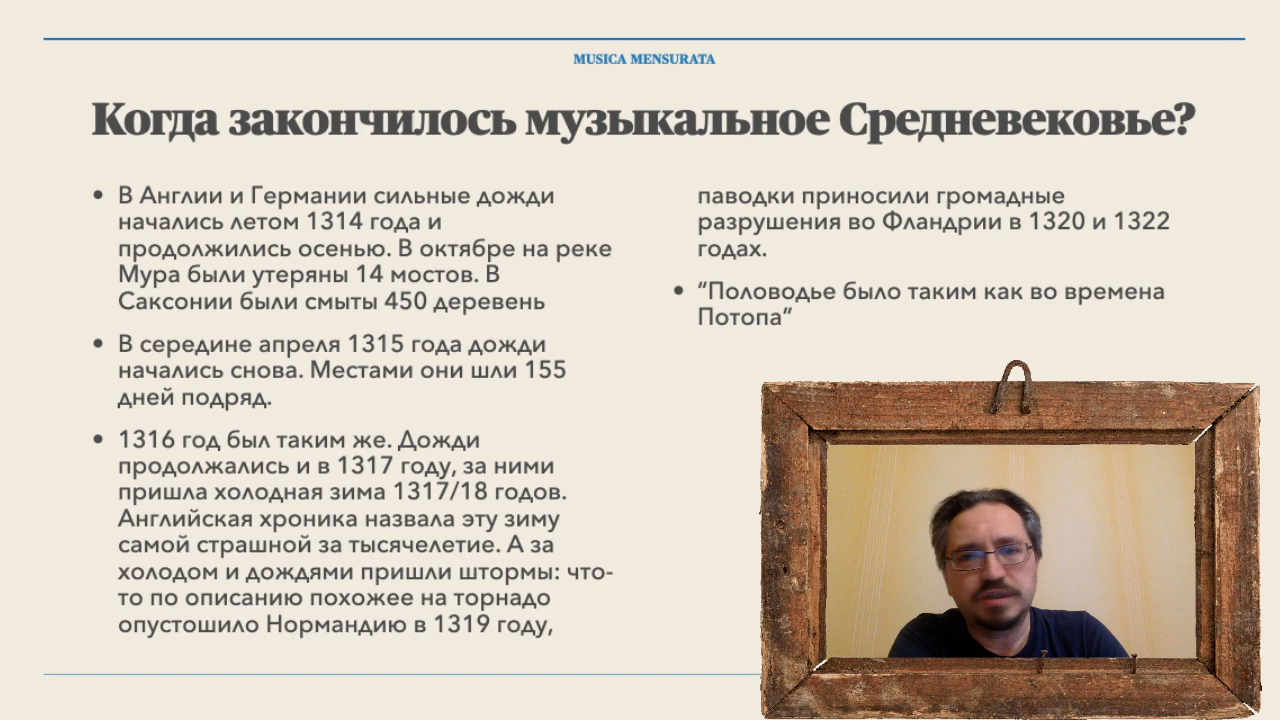 MUSICA MENSURATA
Когда закончилось музыкальное Средневековье?
• В Англии и Германии сильные дожди
начались летом 1314 года и
продолжились осенью. В октябре на реке
Мура были утеряны 14 мостов. В
Саксонии были смыты 450 деревень
• В середине апреля 1315 года дожди
начались снова. Местами они шли 155
дней подряд.
• 1316 год был таким же. Дожди
продолжались и в 1317 году, за ними
пришла холодная зима 1317/18 годов.
Английская хроника назвала эту зиму
самой страшной за тысячелетие. А за
холодом и дождями пришли штормы: что-
то по описанию похожее на торнадо
опустошило Нормандию в 1319 году,
паводки приносили громадные
разрушения во Фландрии в 1320 и 1322
годах.
• “Половодье было таким как во времена
Потопа”